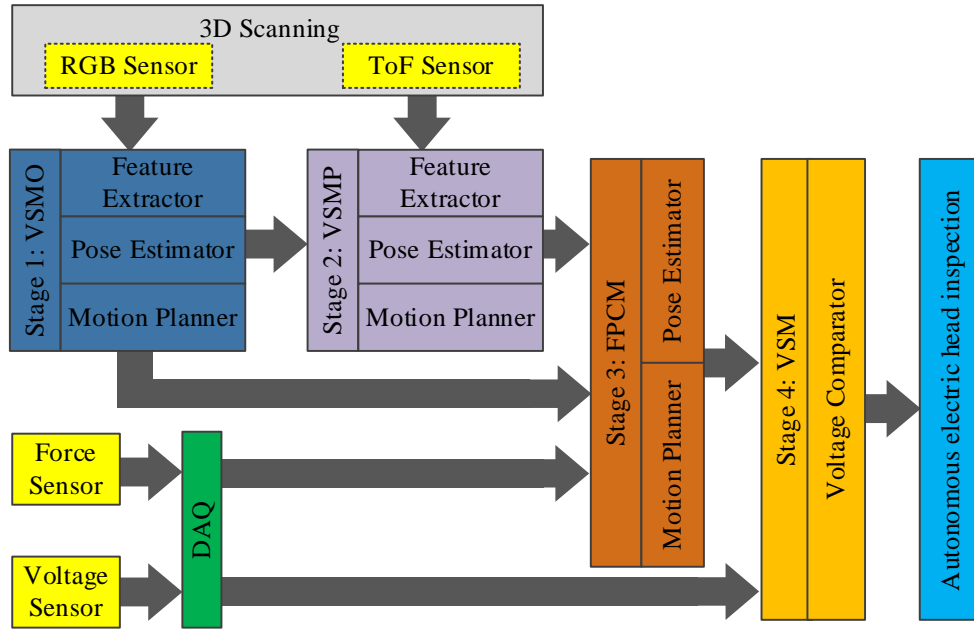 3D Scanning
RGB Sensor
ToF Sensor
Stage 1: VSMO
Feature
Extractor
Pose Estimator
Motion Planner
Stage 2: VSMP
Feature
Extractor
Pose Estimator
Motion Planner
Stage 3: FPCM
Pose Estimator
Motion Planner
Stage 4: VSM
Voltage Comparator
Autonomous electric head inspection
Force
Sensor
DAQ
Voltage
Sensor